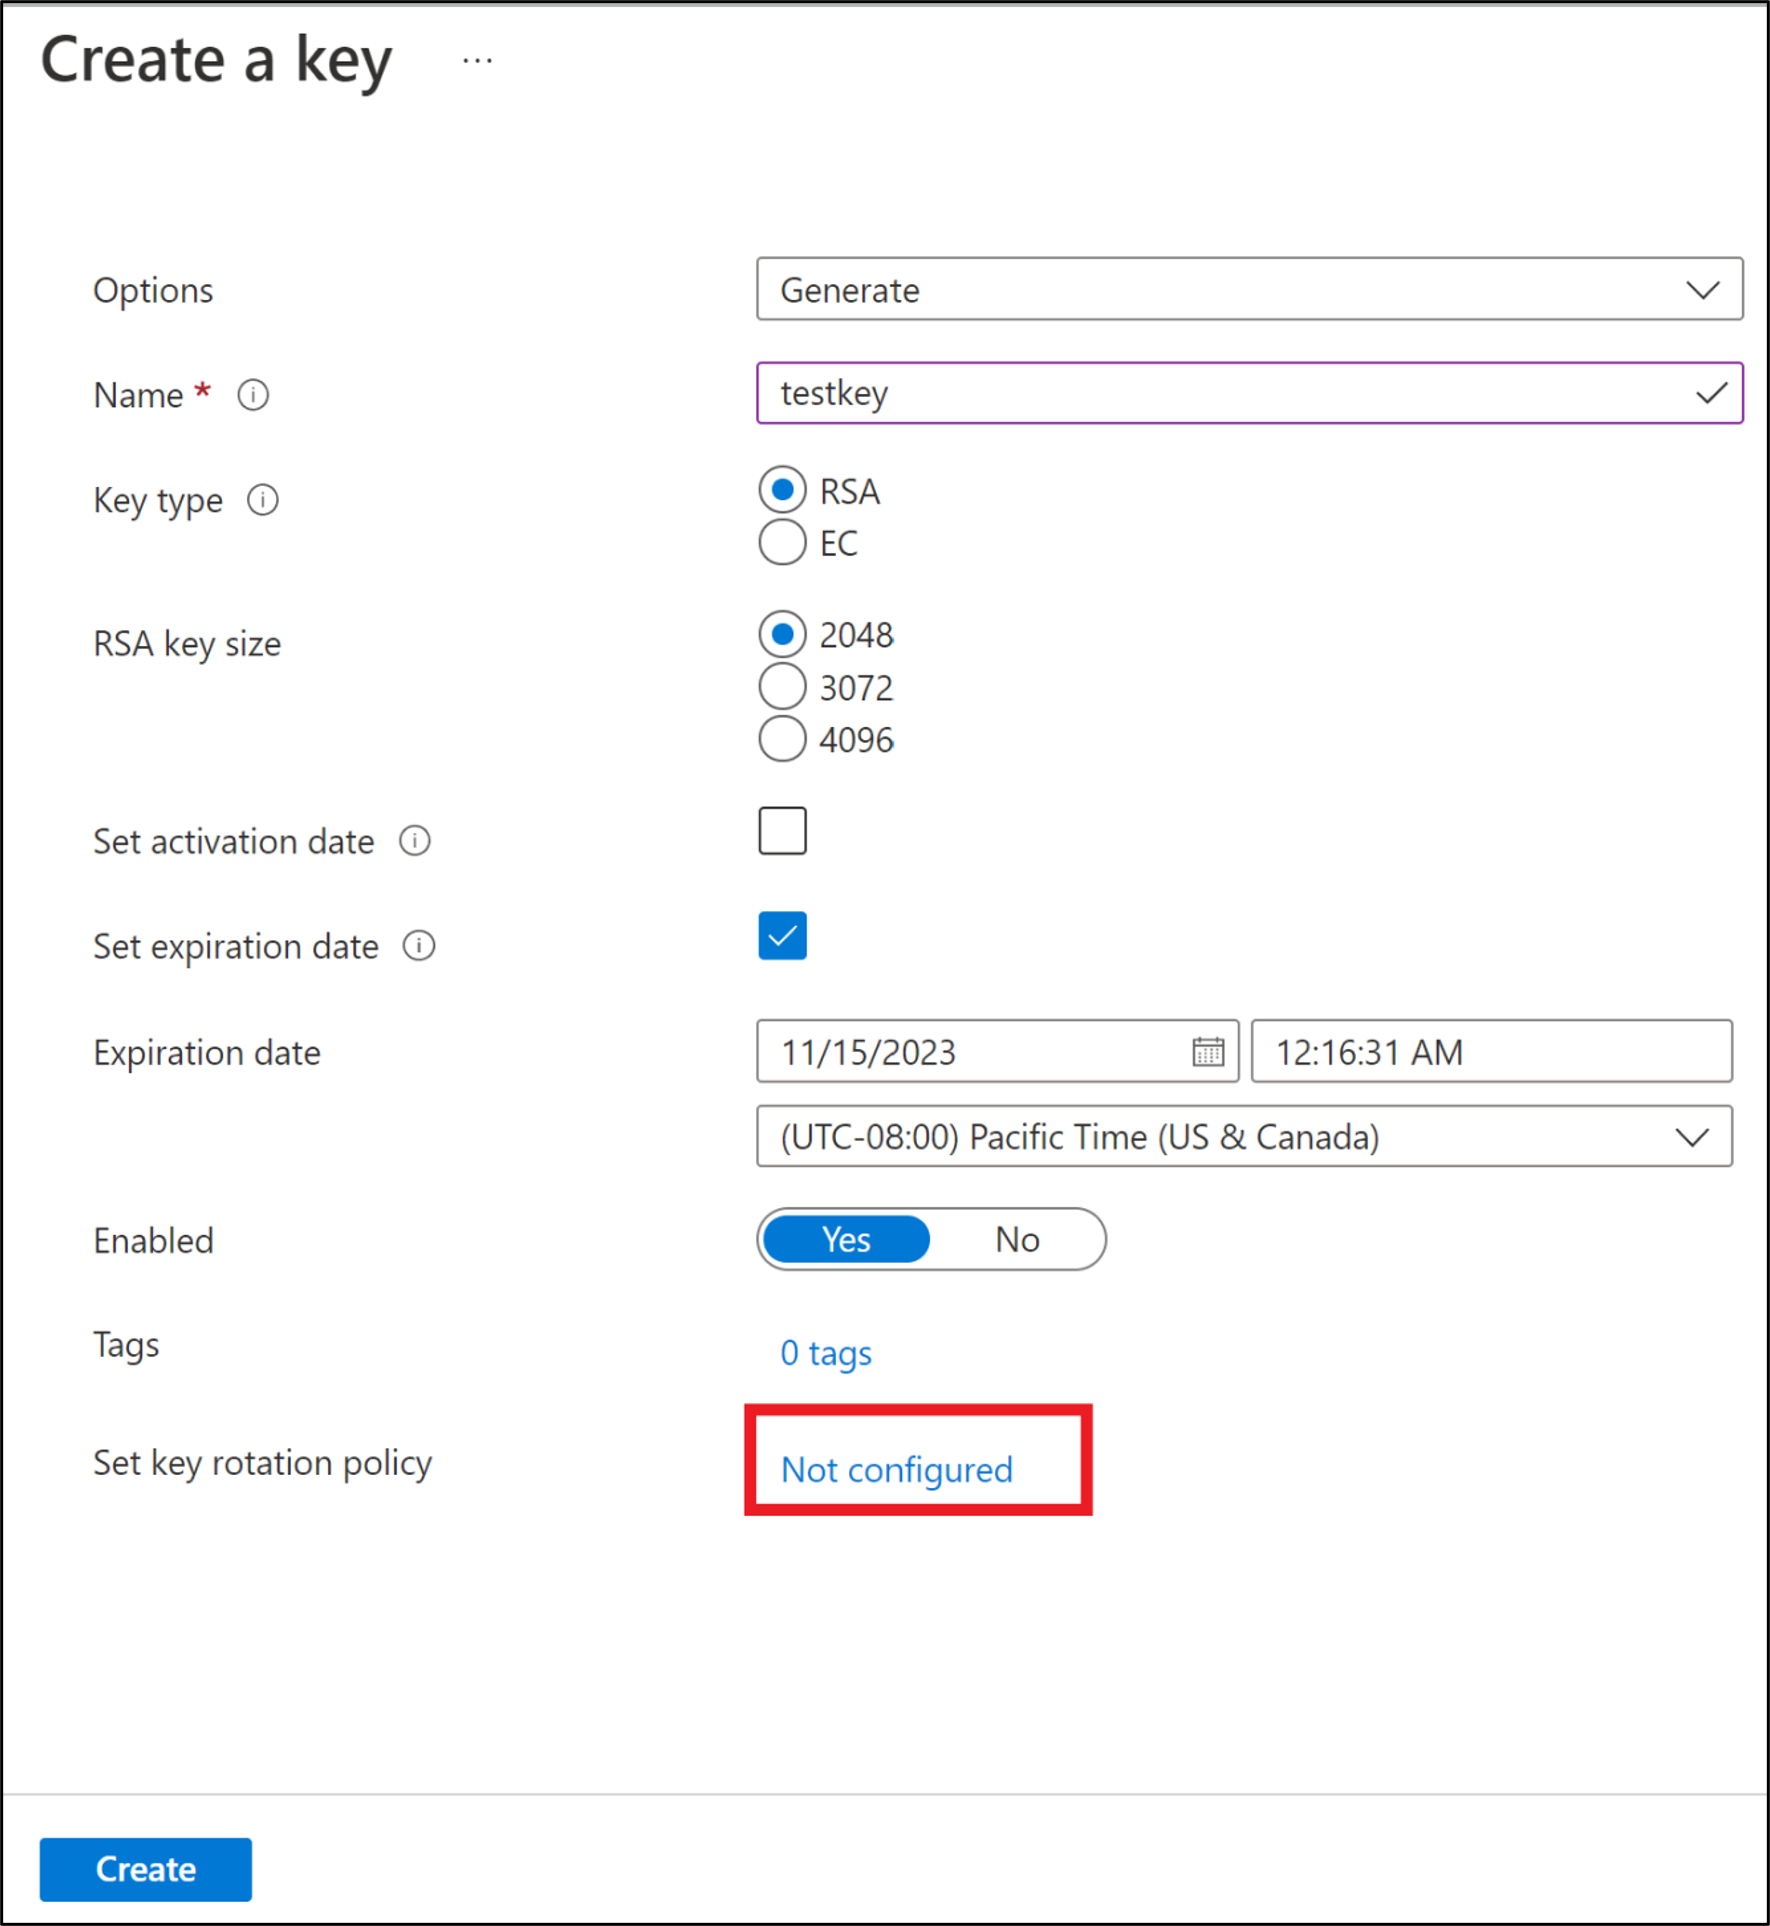 Create a key ...
Options Generate
Name * testkey
Key type RSA
EC
RSA key size 2048
3072
4096
Set activation date
Set expiration date
Expiration date 11/15/2023 12:16:31 AM
(UTC-08:00) Pacific Time (US & Canada)
Enabled Yes No
Tags 0 tags
Set key rotation policy Not configured
Create